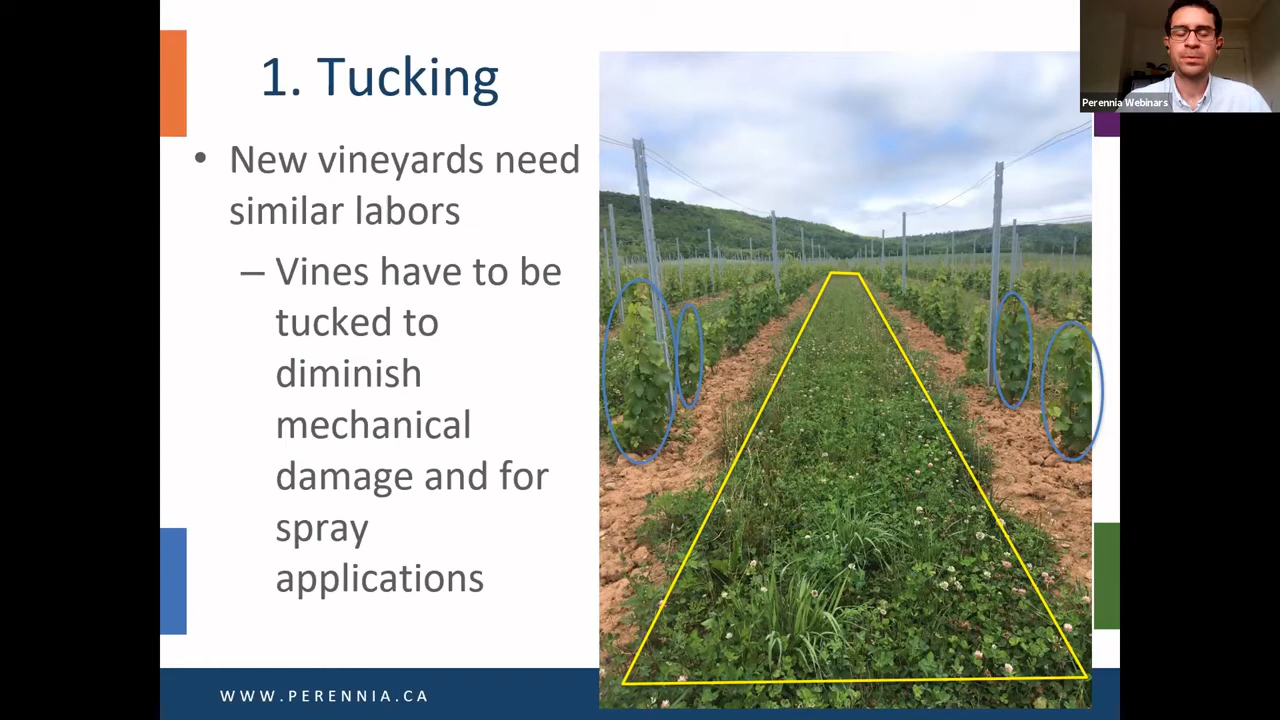 1. Tucking
• New vineyards need
similar labors
– Vines have to be
tucked to
diminish
mechanical
damage and for
spray
applications
WWW.PERENNIA.CA
Perennia Webinars